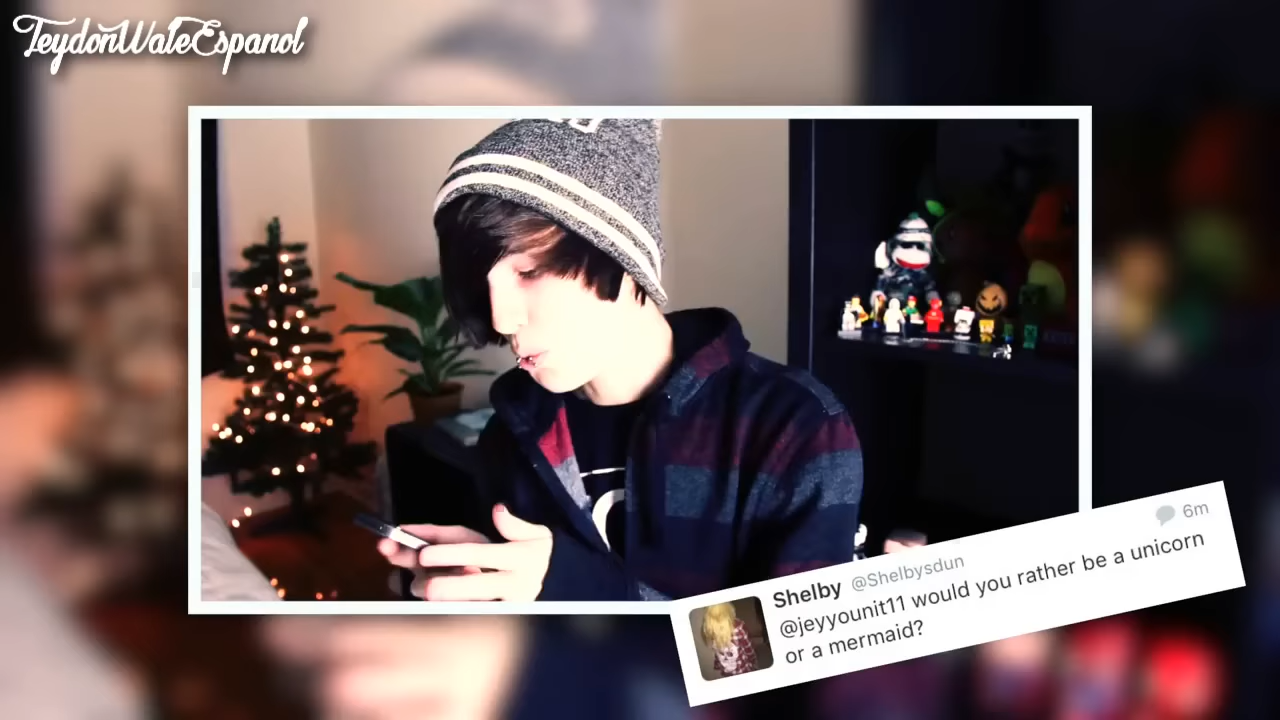 TeydonWaleEspanol
Shelby @Shelbysdun 6m
@jeyyounit11 would you rather be a unicorn
or a mermaid?